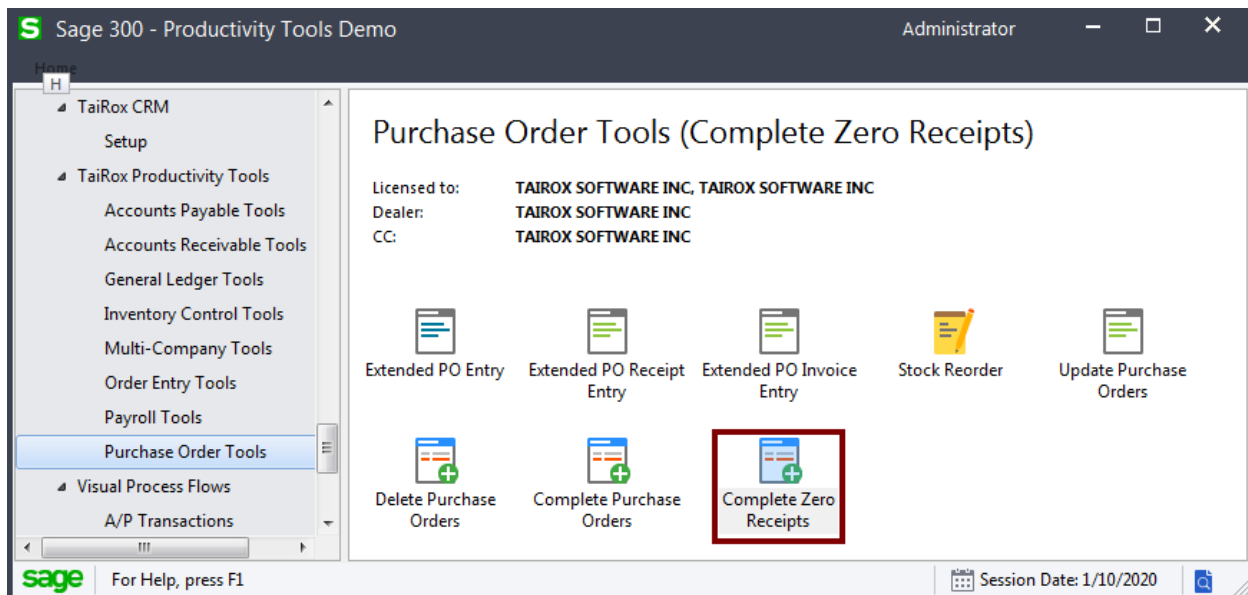 S Sage 300 - Productivity Tools Demo
Administrator
Home
H
TaiRox CRM
Setup
TaiRox Productivity Tools
Accounts Payable Tools
Accounts Receivable Tools
General Ledger Tools
Inventory Control Tools
Multi-Company Tools
Order Entry Tools
Payroll Tools
Purchase Order Tools
Visual Process Flows
A/P Transactions
Purchase Order Tools (Complete Zero Receipts)
Licensed to: TAIROX SOFTWARE INC, TAIROX SOFTWARE INC
Dealer: TAIROX SOFTWARE INC
CC: TAIROX SOFTWARE INC
Extended PO Entry
Extended PO Receipt
Entry
Extended PO Invoice
Entry
Stock Reorder
Update Purchase
Orders
Delete Purchase
Orders
Complete Purchase
Orders
Complete Zero
Receipts
sage
For Help, press F1
Session Date: 1/10/2020